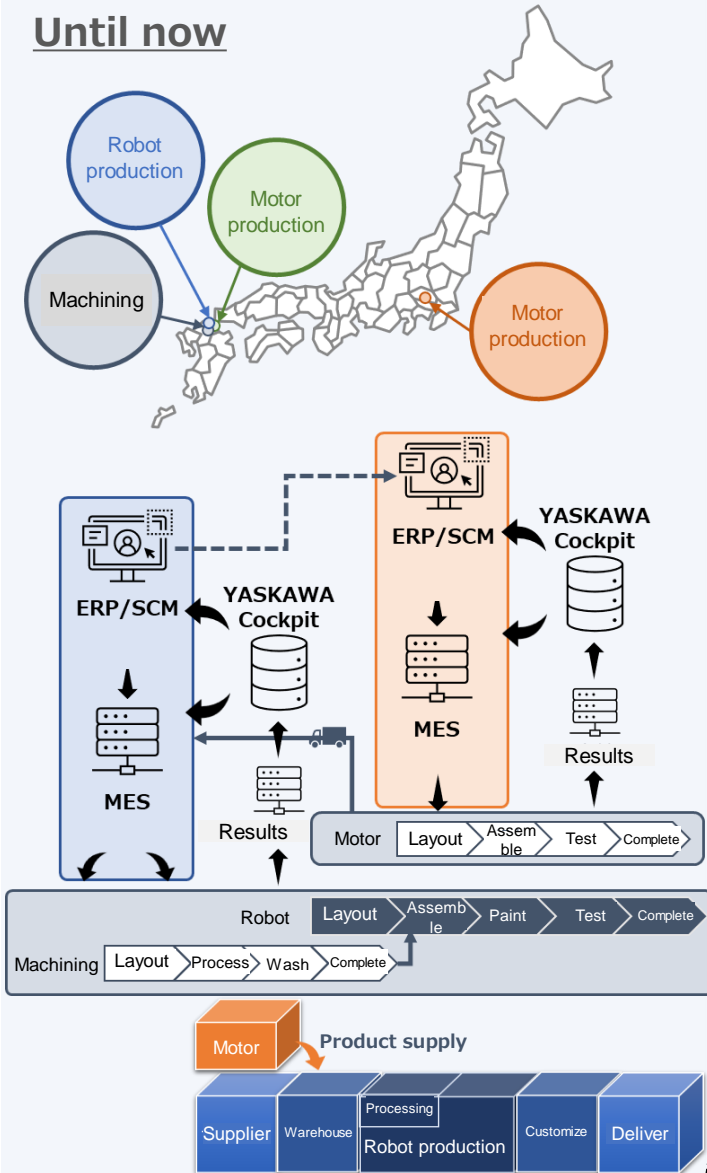 Until now
Robot
production
Motor
production
Machining
Motor
production
ERP/SCM
YASKAWA
Cockpit
ERP/SCM
YASKAWA
Cockpit
MES
MES
Results
Results
Motor
Layout
Assem
ble
Test
Complete
Robot
Layout
Assemb
le
Paint
Test
Complete
Machining
Layout
Process
Wash
Complete
Motor
Product supply
Supplier
Warehouse
Processing
Robot production
Customize
Deliver